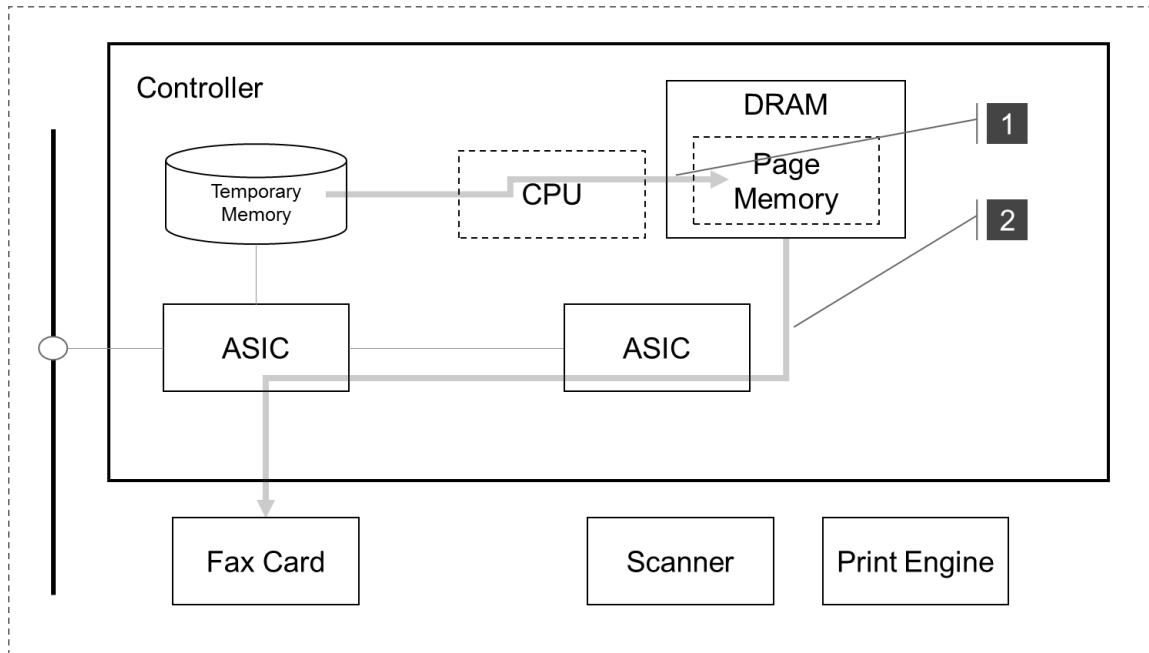 Controller
DRAM
1
Page
Memory
Temporary
Memory
CPU
2
ASIC
ASIC
Fax Card
Scanner
Print Engine